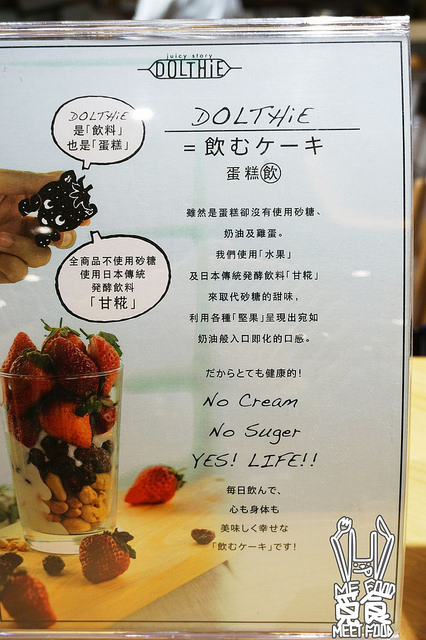 juicy story
DOLTHiE
DOLTHiE
是「飲料」
也是「蛋糕」
DOLTHiE
= 飲むケーキ
蛋糕飲
全商品不使用砂糖
使用日本傳統
発酵飲料
「甘糀」
雖然是蛋糕卻沒有使用砂糖、
奶油及雞蛋。
我們使用「水果」
及日本傳統発酵飲料「甘糀」
來取代砂糖的甜味，
利用各種「堅果」呈現出宛如
奶油般入口即化的口感。
だからとても健康的!
No Cream
No Suger
YES! LIFE!!
毎日飲んで、
心も身体も
美味しく幸せな
「飲むケーキ」です!